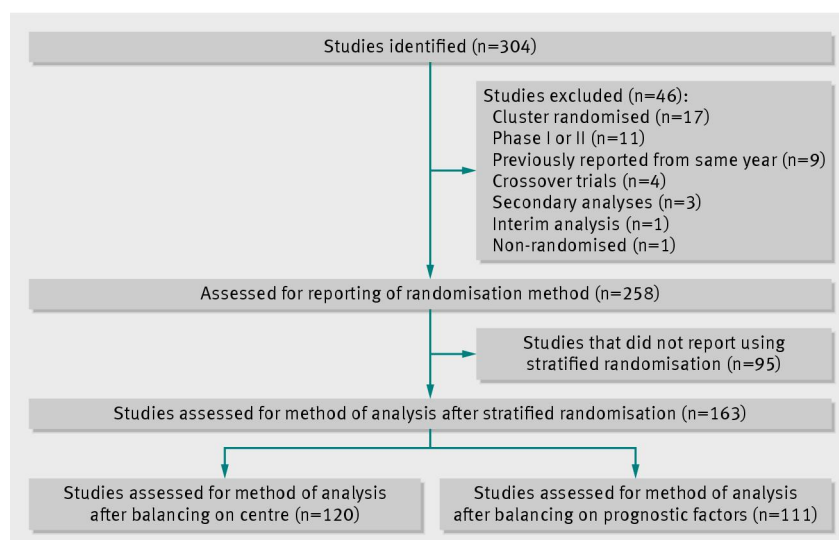 Studies identified (n=304)
Studies excluded (n=46):
Cluster randomised (n=17)
Phase I or II (n=11)
Previously reported from same year (n=9)
Crossover trials (n=4)
Secondary analyses (n=3)
Interim analysis (n=1)
Non-randomised (n=1)
Assessed for reporting of randomisation method (n=258)
Studies that did not report using
stratified randomisation (n=95)
Studies assessed for method of analysis after stratified randomisation (n=163)
Studies assessed for method of analysis
after balancing on centre (n=120)
Studies assessed for method of analysis
after balancing on prognostic factors (n=111)